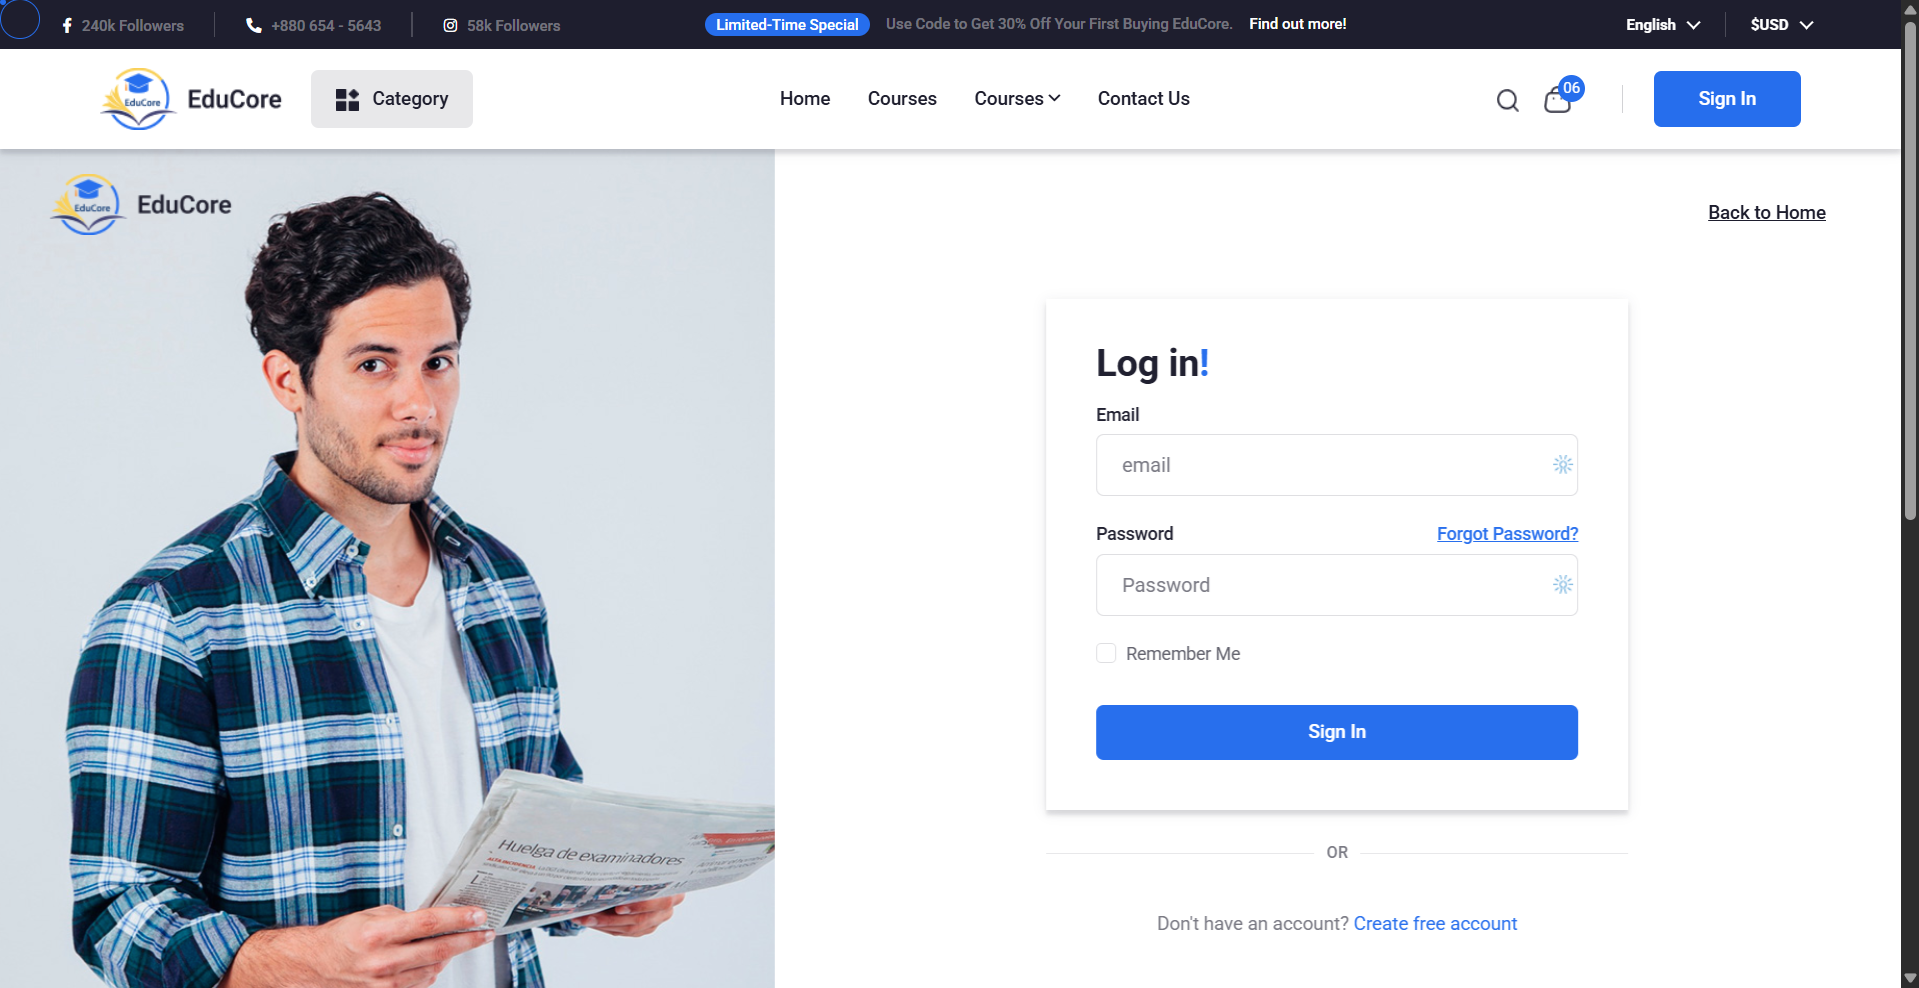 240k Followers
+880 654 - 5643
58k Followers
Limited-Time Special
Use Code to Get 30% Off Your First Buying EduCore. Find out more!
English
$USD
EduCore
EduCore
Category
Home
Courses
Courses
Contact Us
06
Sign In
EduCore
EduCore
Back to Home
Log in!
Email
email
Password
Forgot Password?
Password
Remember Me
Sign In
OR
Don't have an account? Create free account
Huelga de examinadores